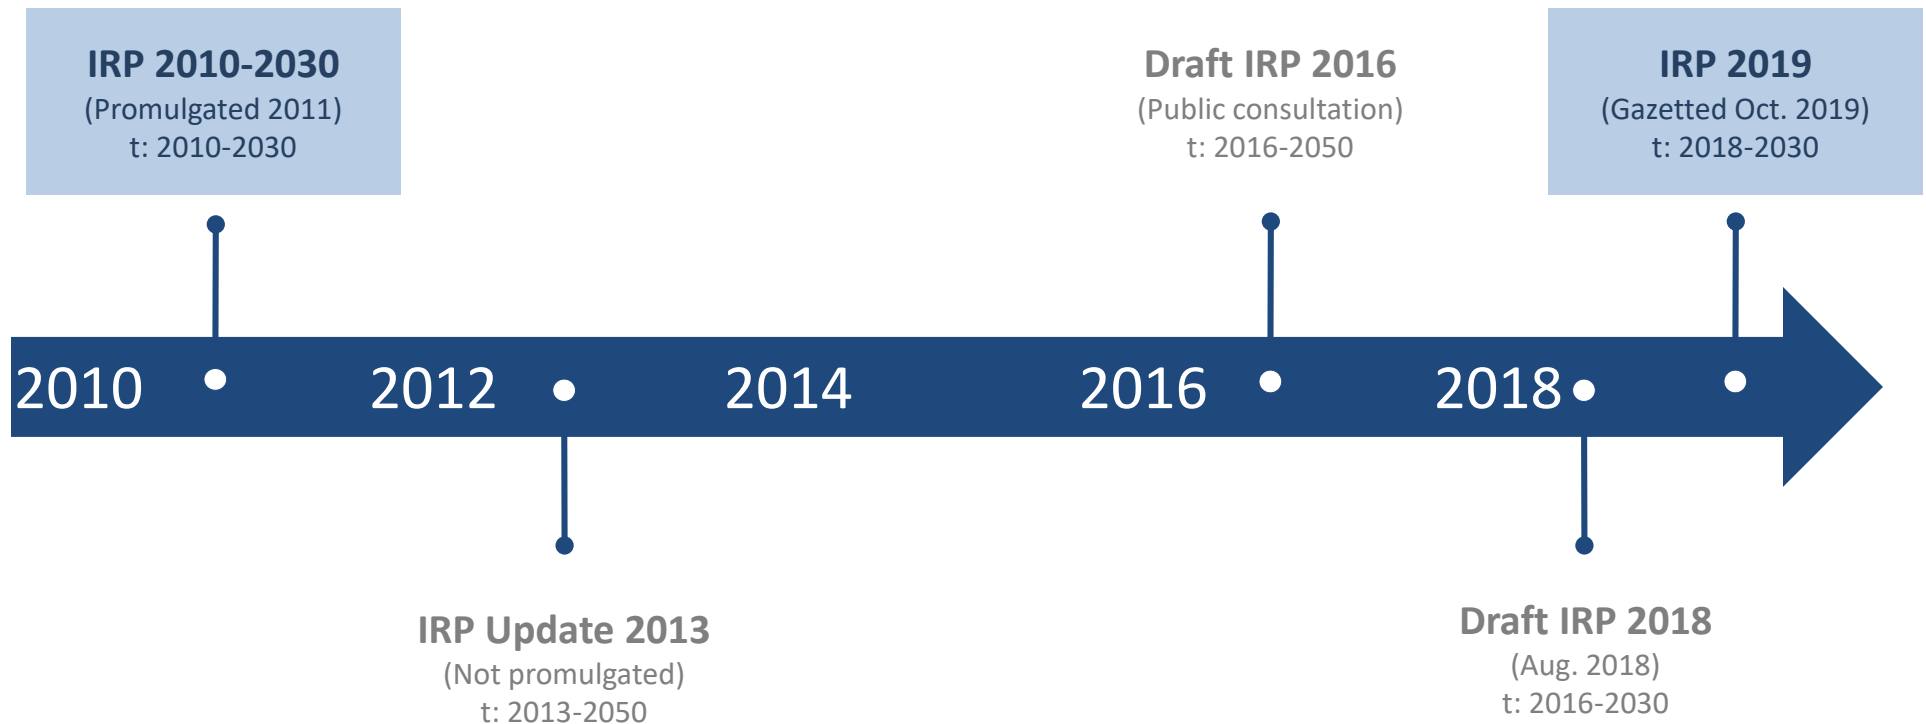 IRP 2010-2030
(Promulgated 2011)
t: 2010-2030
Draft IRP 2016
(Public consultation)
t: 2016-2050
IRP 2019
(Gazetted Oct. 2019)
t: 2018-2030
2010
2012
2014
2016
2018
IRP Update 2013
(Not promulgated)
t: 2013-2050
Draft IRP 2018
(Aug. 2018)
t: 2016-2030